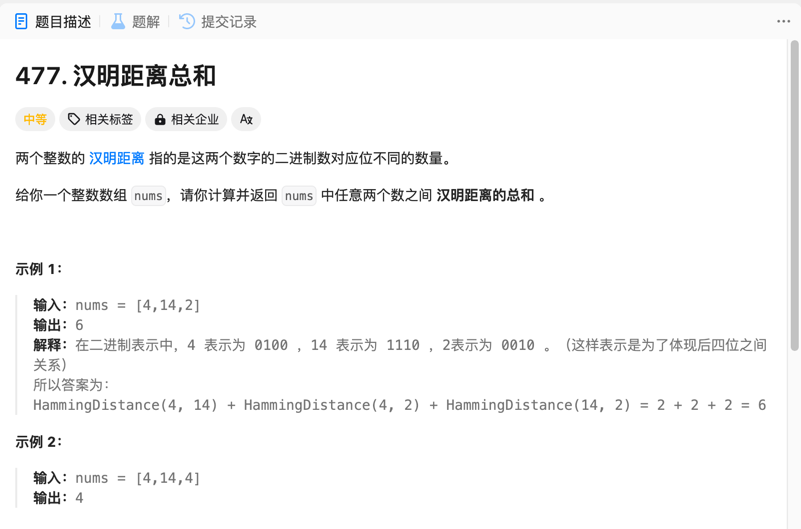 题目描述 题解 提交记录
477. 汉明距离总和
中等 相关标签 相关企业
两个整数的 汉明距离 指的是这两个数字的二进制数对应位不同的数量。
给你一个整数数组 nums，请你计算并返回 nums 中任意两个数之间 汉明距离的总和 。
示例 1：
输入：nums = [4,14,2]
输出：6
解释：在二进制表示中，4 表示为 0100 ，14 表示为 1110 ，2表示为 0010 。（这样表示是为了体现后四位之间
关系）
所以答案为：
HammingDistance(4, 14) + HammingDistance(4, 2) + HammingDistance(14, 2) = 2 + 2 + 2 = 6
示例 2：
输入：nums = [4,14,4]
输出：4